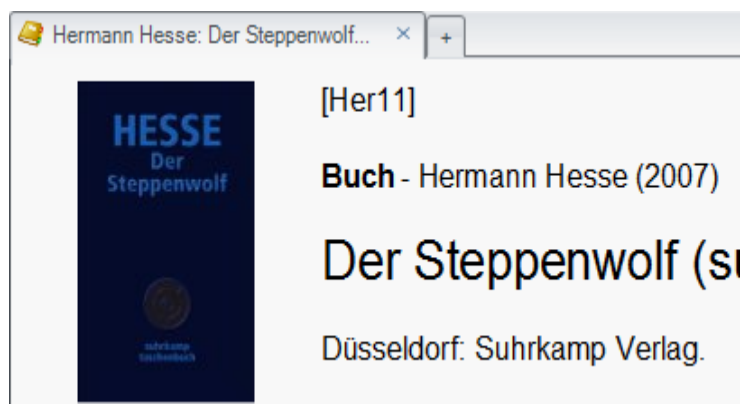 Hermann Hesse: Der Steppenwolf... × +
HESSE
Der
Steppenwolf
suhrkamp
taschenbuch
[Her11]
Buch - Hermann Hesse (2007)
Der Steppenwolf (su
Düsseldorf: Suhrkamp Verlag.